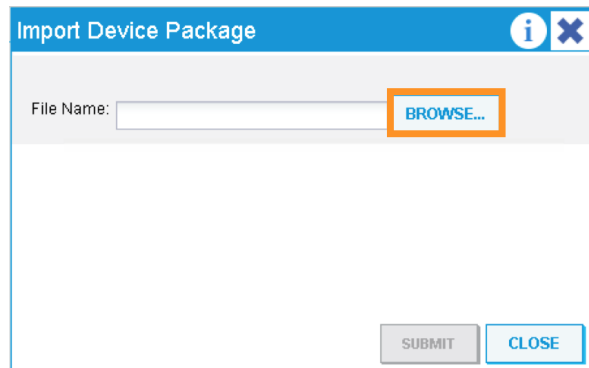 Import Device Package
File Name:
BROWSE...
SUBMIT
CLOSE